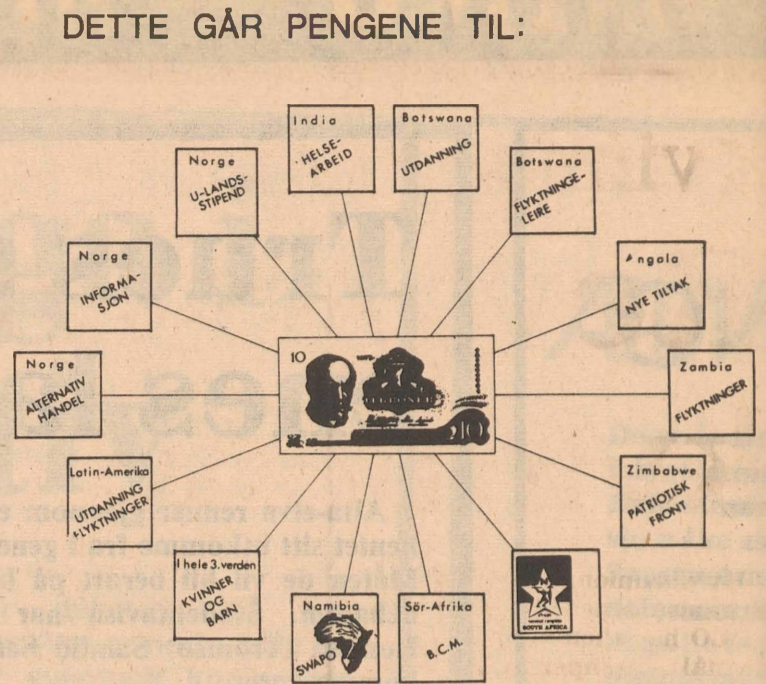 DETTE GÅR PENGENE TIL:
India
HELSE-
ARBEID
Botswana
UTDANNING
Norge
U-LANDS-
STIPEND
Botswana
FLYKTNINGE-
LEIRE
Norge
INFORMA-
SJON
Angola
NYE TILTAK
Norge
ALTERNATIV
HANDEL
10
10
Zambia
FLYKTNINGER
Latin-Amerika
UTDANNING
FLYKTNINGER
Zimbabwe
PATRIOTISK
FRONT
I hele 3.verden
KVINNER
OG
BARN
Namibia
SWAPO
Sör-Afrika
B.C.M.
SOUTH AFRICA